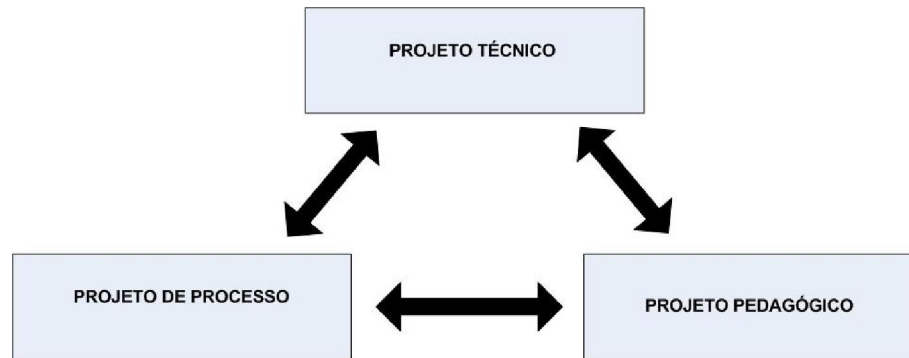 PROJETO TÉCNICO
PROJETO DE PROCESSO
PROJETO PEDAGÓGICO